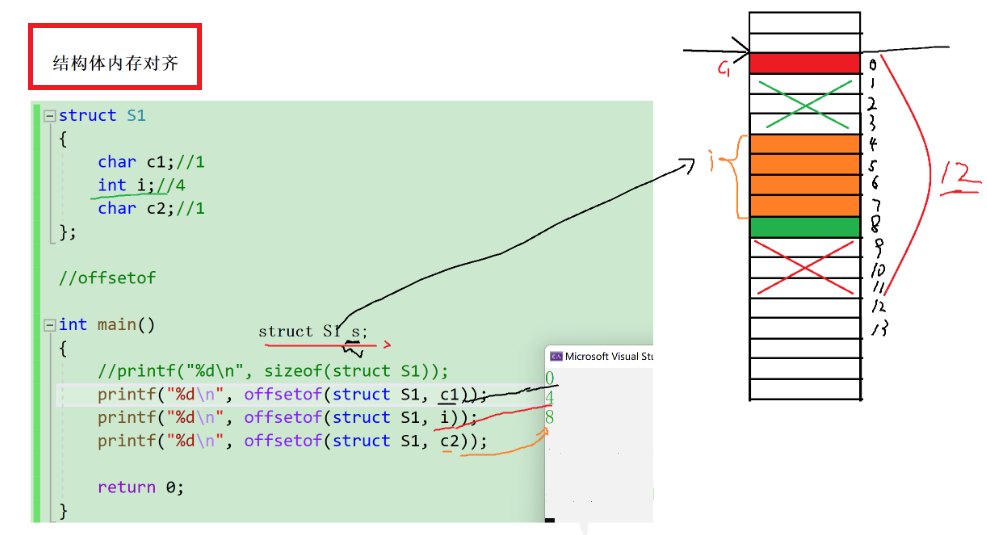 结构体内存对齐
struct S1
{
char c1;//1
int i;//4
char c2;//1
};
//offsetof
int main()
struct S1 s;
{
//printf("%d\n", sizeof(struct S1));
printf("%d\n", offsetof(struct S1, c1));
printf("%d\n", offsetof(struct S1, i));
printf("%d\n", offsetof(struct S1, c2));
return 0;
}
Microsoft Visual Stu
0
4
8
C1
i
0
1
2
3
4
5
6
7
8
9
10
11
12
13
12